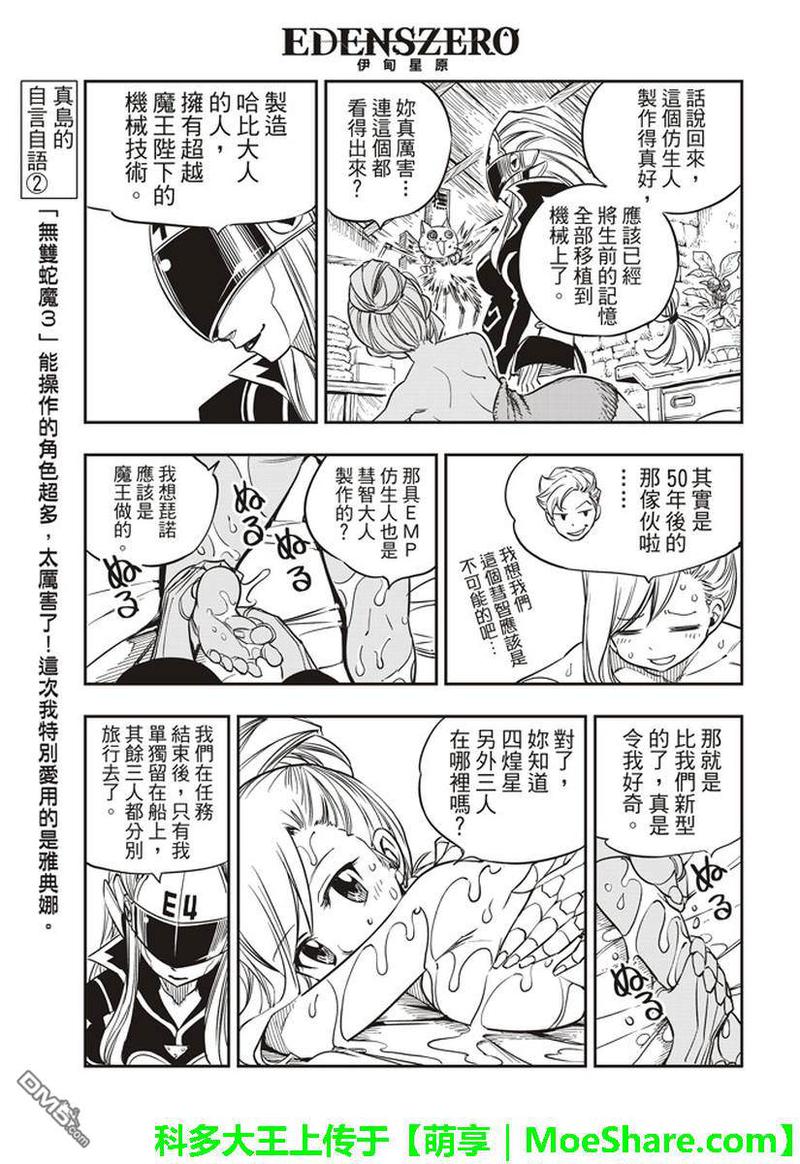 EDENSZERO
伊甸星原
話說回來，
這個仿生人
製作得真好，
應該已經
將生前的記憶
全部移植到
機械上了。
妳真厲害…
連這個都
看得出來？
製造
哈比大人
的人，
擁有超越
魔王陛下的
機械技術。
其實是
50年後的
那傢伙啦
……
我想我們
這個彗智應該是
不可能的吧…
那具EMP
仿生人也是
彗智大人
製作的？
我想瑟諾
應該是
魔王做的。
ぬる
ぬる
那就是
比我們新型
的了，真是
令我好奇。
ぬる
ぬる
對了，
妳知道
四煌星
另外三人
在哪裡嗎？
我們在任務
結束後，只有我
單獨留在船上，
其餘三人都分別
旅行去了。
E4
真島的
自言自語②
「無雙蛇魔３」能操作的角色超多，太厲害了！這次我特別愛用的是雅典娜。
DM5.com
科多大王上传于【萌享｜MoeShare.com】